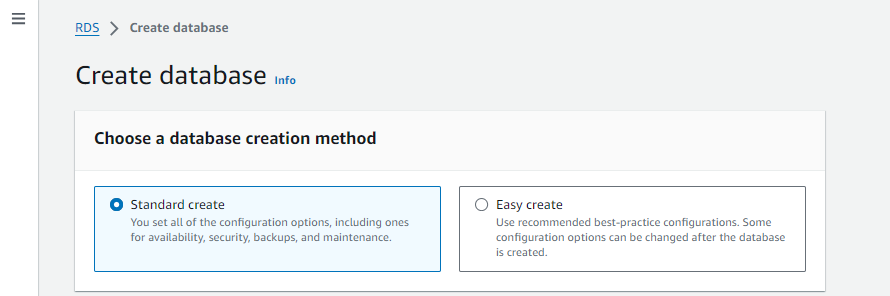 RDS > Create database
Create database Info
Choose a database creation method
Standard create
You set all of the configuration options, including ones
for availability, security, backups, and maintenance.
Easy create
Use recommended best-practice configurations. Some
configuration options can be changed after the database
is created.